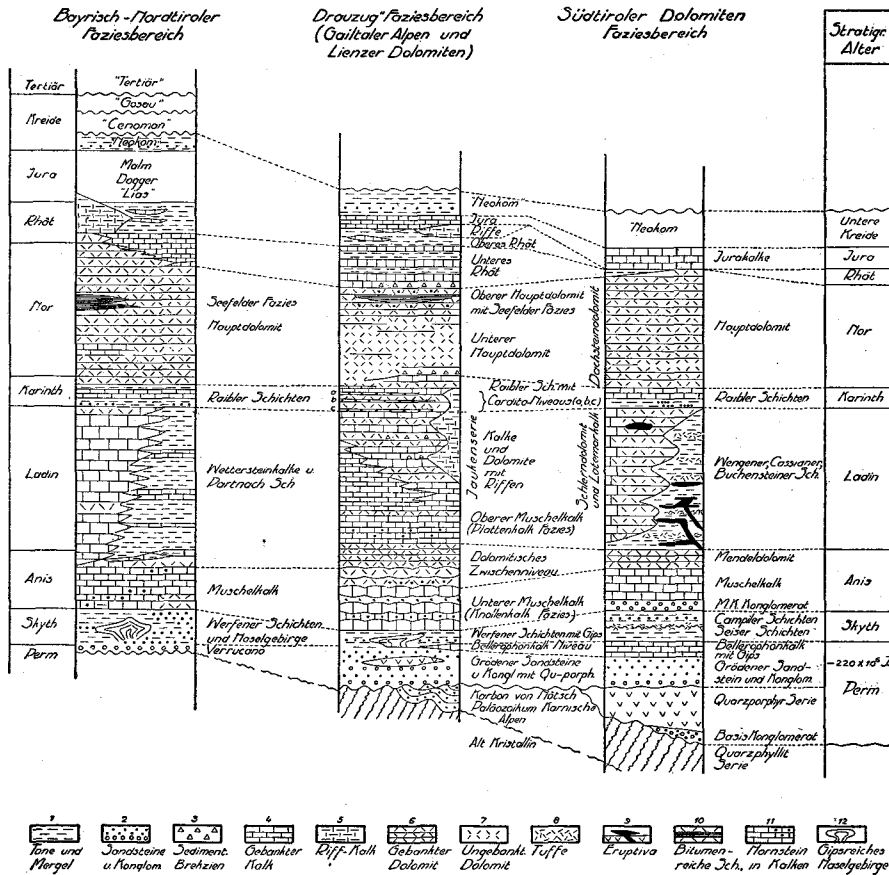 Bayrisch-Nordtiroler
Faziesbereich
Drauzug-Faziesbereich
(Gailtaler Alpen und
Lienzer Dolomiten)
Südtiroler Dolomiten
Faziesbereich
Stratigr.
Alter
Tertiär
Kreide
Jura
Rhät
Nor
Karinth
Ladin
Anis
Skyth
Perm
"Tertiär"
"Gosau"
"Cenoman"
"Neokom"
Malm
Dogger
"Lias"
Seefelder Fazies
Hauptdolomit
Raibler Schichten
Wettersteinkalke u.
Partnach Sch
Muschelkalk
Werfener Schichten
und Haselgebirge
Verrucano
Neokom
Jura
Riffe
Oberes Rhät
Unteres
Rhät
Oberer Hauptdolomit
mit Seefelder Fazies
Unterer
Hauptdolomit
Raibler Sch. mit
Cardita-Niveaus (a,b,c)
Jaukenserie
Kalke
und
Dolomite
mit
Riffen
Oberer Muschelkalk
(Plattenkalk Fazies)
Dolomitisches
Zwischenniveau
Unterer Muschelkalk
(Knollenkalk Fazies)
Werfener Schichten mit Gips
Bellerophonkalk Niveau
Grödener Sandsteine
u Kongl mit Qu-porph.
Karbon von Nötsch
Paläozoikum Karnische
Alpen
Alt Kristallin
Dachsteindolomit
Schlerndolomit
und Latemarkalk
Neokom
Jurakalke
Hauptdolomit
Raibler Schichten
Wengener, Cassianer,
Buchensteiner Sch.
Mendeldolomit
Muschelkalk
M.K. Konglomerat
Campiler Schichten
Seiser Schichten
Bellerophonkalk
mit Gips
Grödener Sand-
stein und Konglom.
Quarzporphyr Serie
Basis Konglomerat
Quarzphyllit
Serie
Untere
Kreide
Jura
Rhät
Nor
Karinth
Ladin
Anis
Skyth
-220 x 10⁶ J
Perm
1 2 3 4 5 6 7 8 9 10 11 12
Tone und
Mergel
Sandsteine
u. Konglom
Sediment.
Brekzien
Gebankter
Kalk
Riff-Kalk
Gebankter
Dolomit
Ungebankt.
Dolomit
Tuffe
Eruptiva
Bitumen-
reiche Sch.
Hornstein
in Kalken
Gipsreiches
Haselgebirge